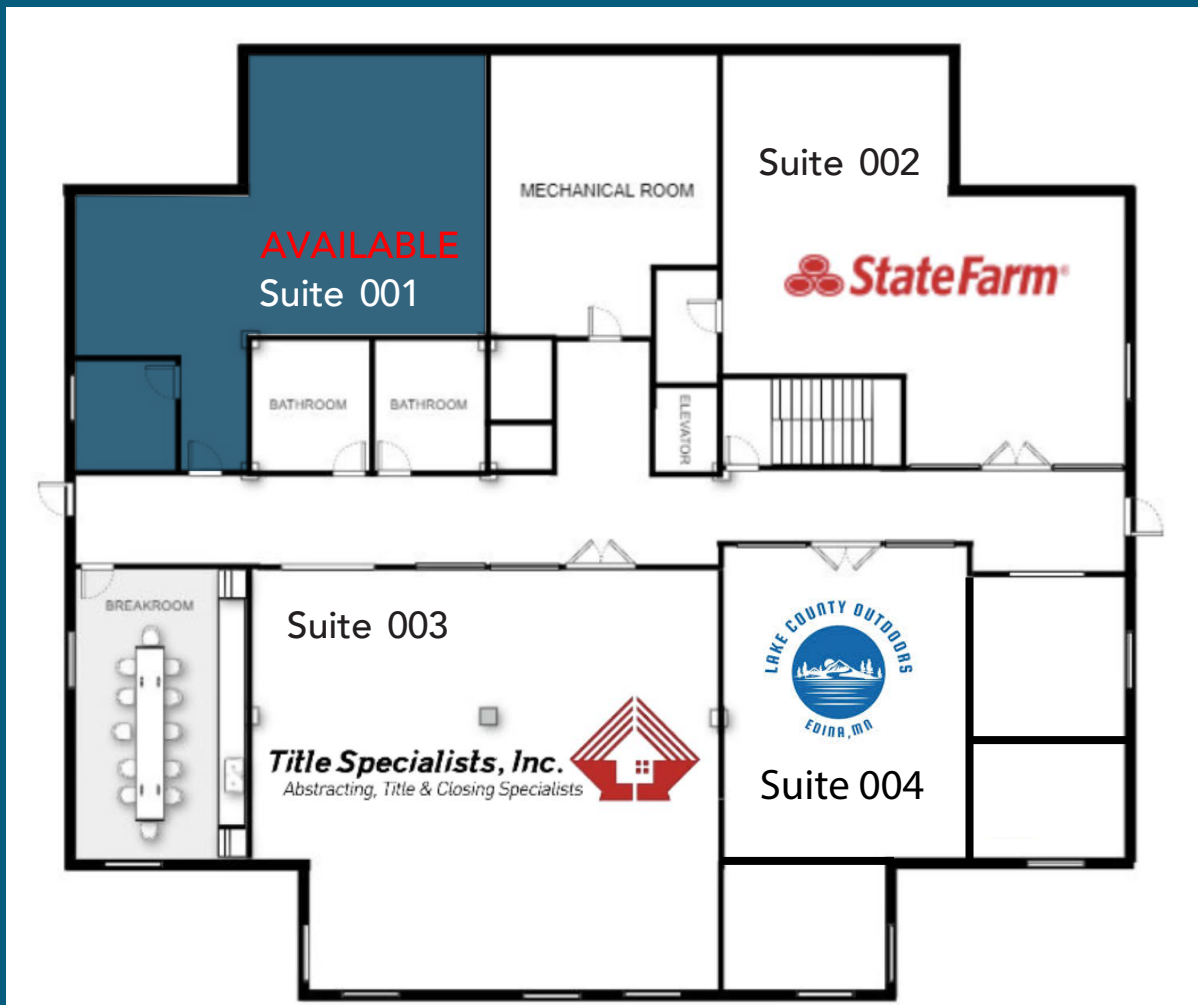 MECHANICAL ROOM
Suite 002
AVAILABLE
Suite 001
StateFarm®
BATHROOM
BATHROOM
ELEVATOR
BREAKROOM
Suite 003
LAKE COUNTY OUTDOORS
EDINA, MN
Title Specialists, Inc.
Abstracting, Title & Closing Specialists
Suite 004